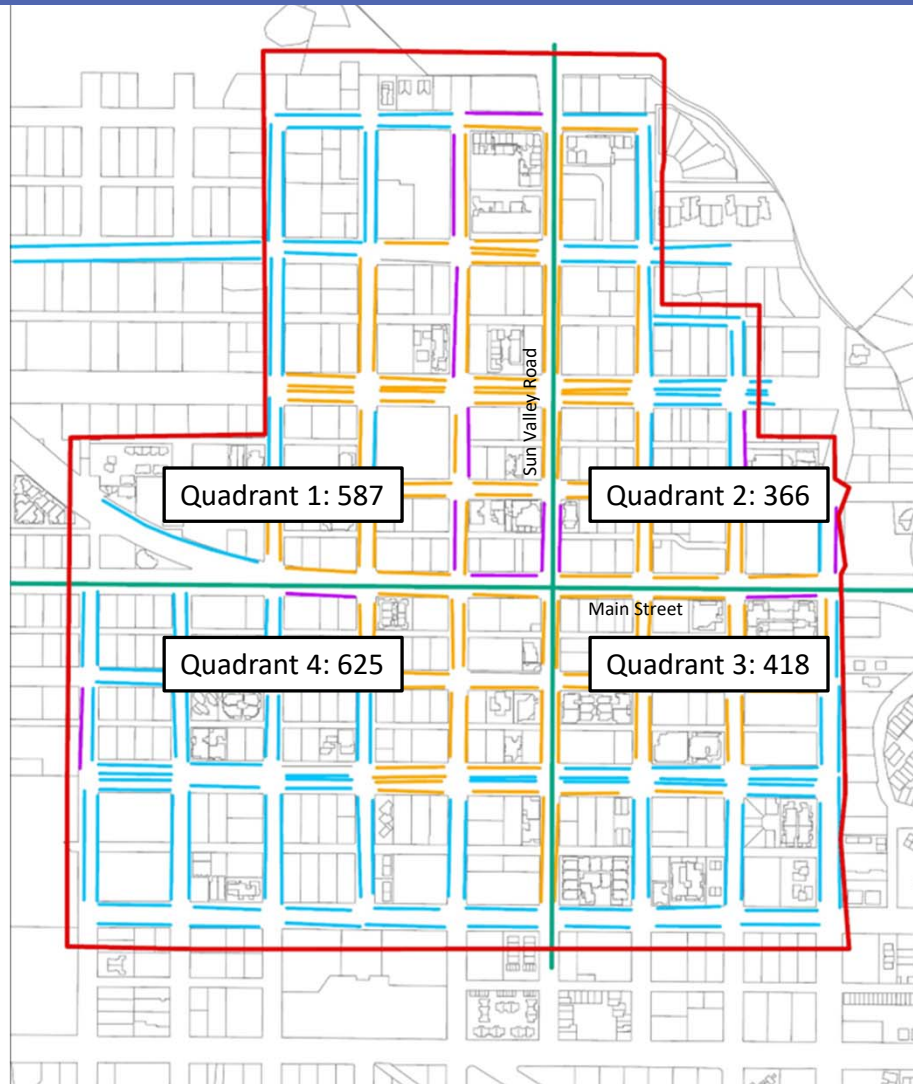 Sun Valley Road
Quadrant 1: 587
Quadrant 2: 366
Main Street
Quadrant 4: 625
Quadrant 3: 418